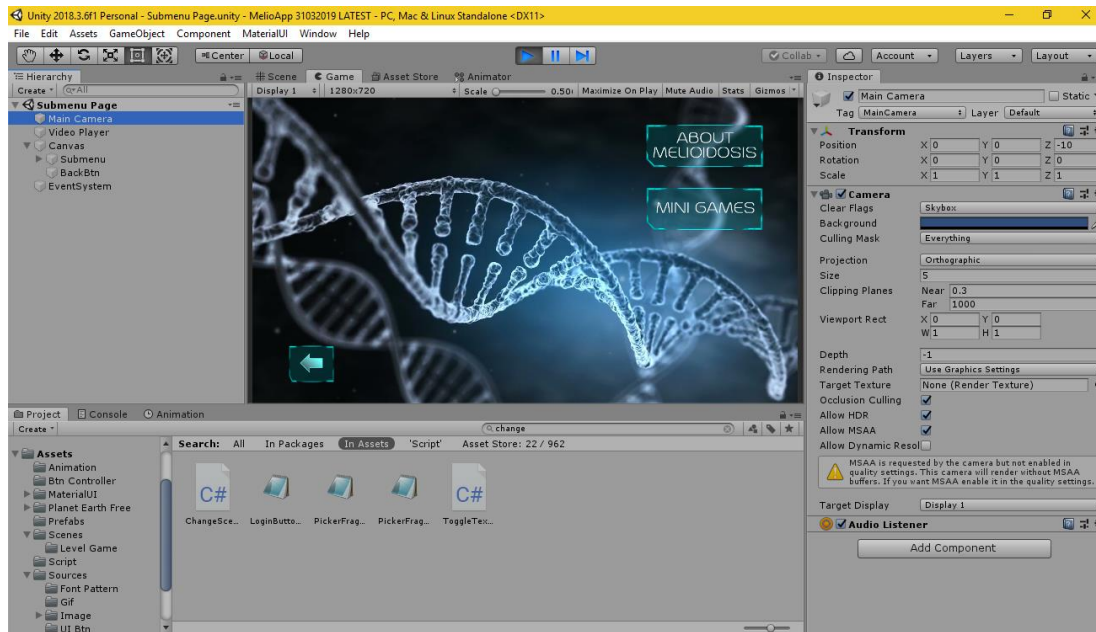 Unity 2018.3.6f1 Personal - Submenu Page.unity - MelioApp 31032019 LATEST - PC, Mac & Linux Standalone <DX11>
File Edit Assets GameObject Component MaterialUI Window Help
Center Local Collab Account Layers Layout
Hierarchy
Create All
Submenu Page
Main Camera
Video Player
Canvas
Submenu
BackBtn
EventSystem
Scene Game Asset Store Animator
Display 1 1280x720 Scale 0.50 Maximize On Play Mute Audio Stats Gizmos
ABOUT
MELIOIDOSIS
MINI GAMES
Inspector
Main Camera Static
Tag MainCamera Layer Default
Transform
Position X 0 Y 0 Z -10
Rotation X 0 Y 0 Z 0
Scale X 1 Y 1 Z 1
Camera
Clear Flags Skybox
Background
Culling Mask Everything
Projection Orthographic
Size 5
Clipping Planes Near 0.3
Far 1000
Viewport Rect X 0 Y 0
W 1 H 1
Depth -1
Rendering Path Use Graphics Settings
Target Texture None (Render Texture)
Occlusion Culling
Allow HDR
Allow MSAA
Allow Dynamic Resol
MSAA is requested by the camera but not enabled in
quality settings. This camera will render without MSAA
buffers. If you want MSAA enable it in the quality settings.
Target Display Display 1
Audio Listener
Add Component
Project Console Animation
Create change
Assets
Animation
Btn Controller
MaterialUI
Planet Earth Free
Prefabs
Scenes
Level Game
Script
Sources
Font Pattern
Gif
Image
UI Btn
Search: All In Packages In Assets 'Script' Asset Store: 22 / 962
C# C#
ChangeSce... LoginButto... PickerFrag... PickerFrag... ToggleTex...